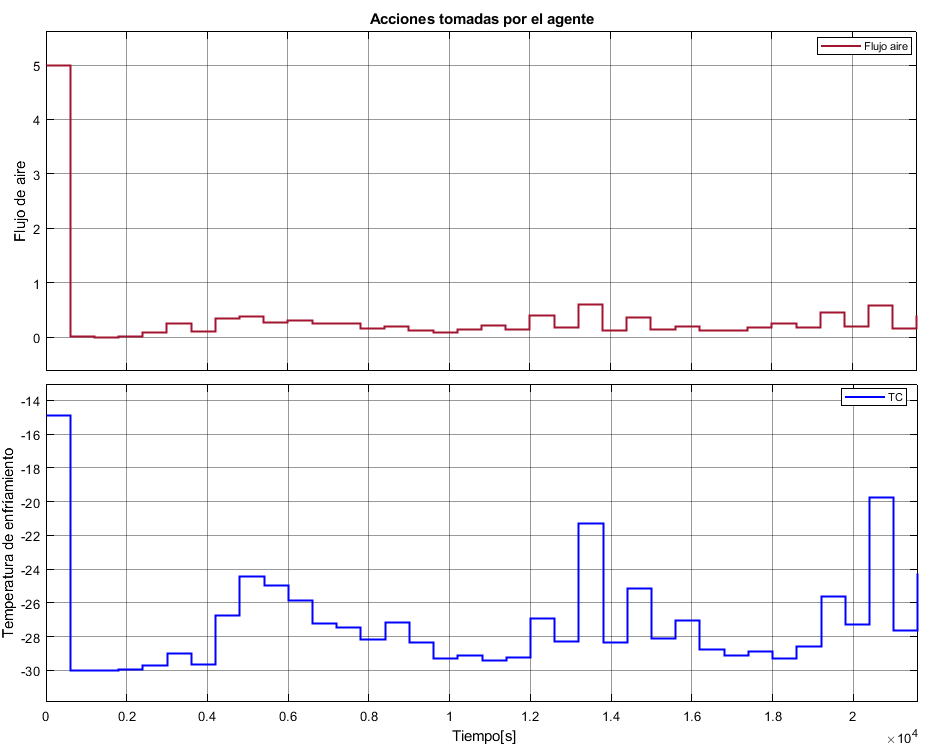 Acciones tomadas por el agente
Flujo aire
5
4
3
2
1
0
Flujo de aire
TC
-14
-16
-18
-20
-22
-24
-26
-28
-30
Temperatura de enfriamiento
0 0.2 0.4 0.6 0.8 1 1.2 1.4 1.6 1.8 2
Tiempo[s]
×10⁴